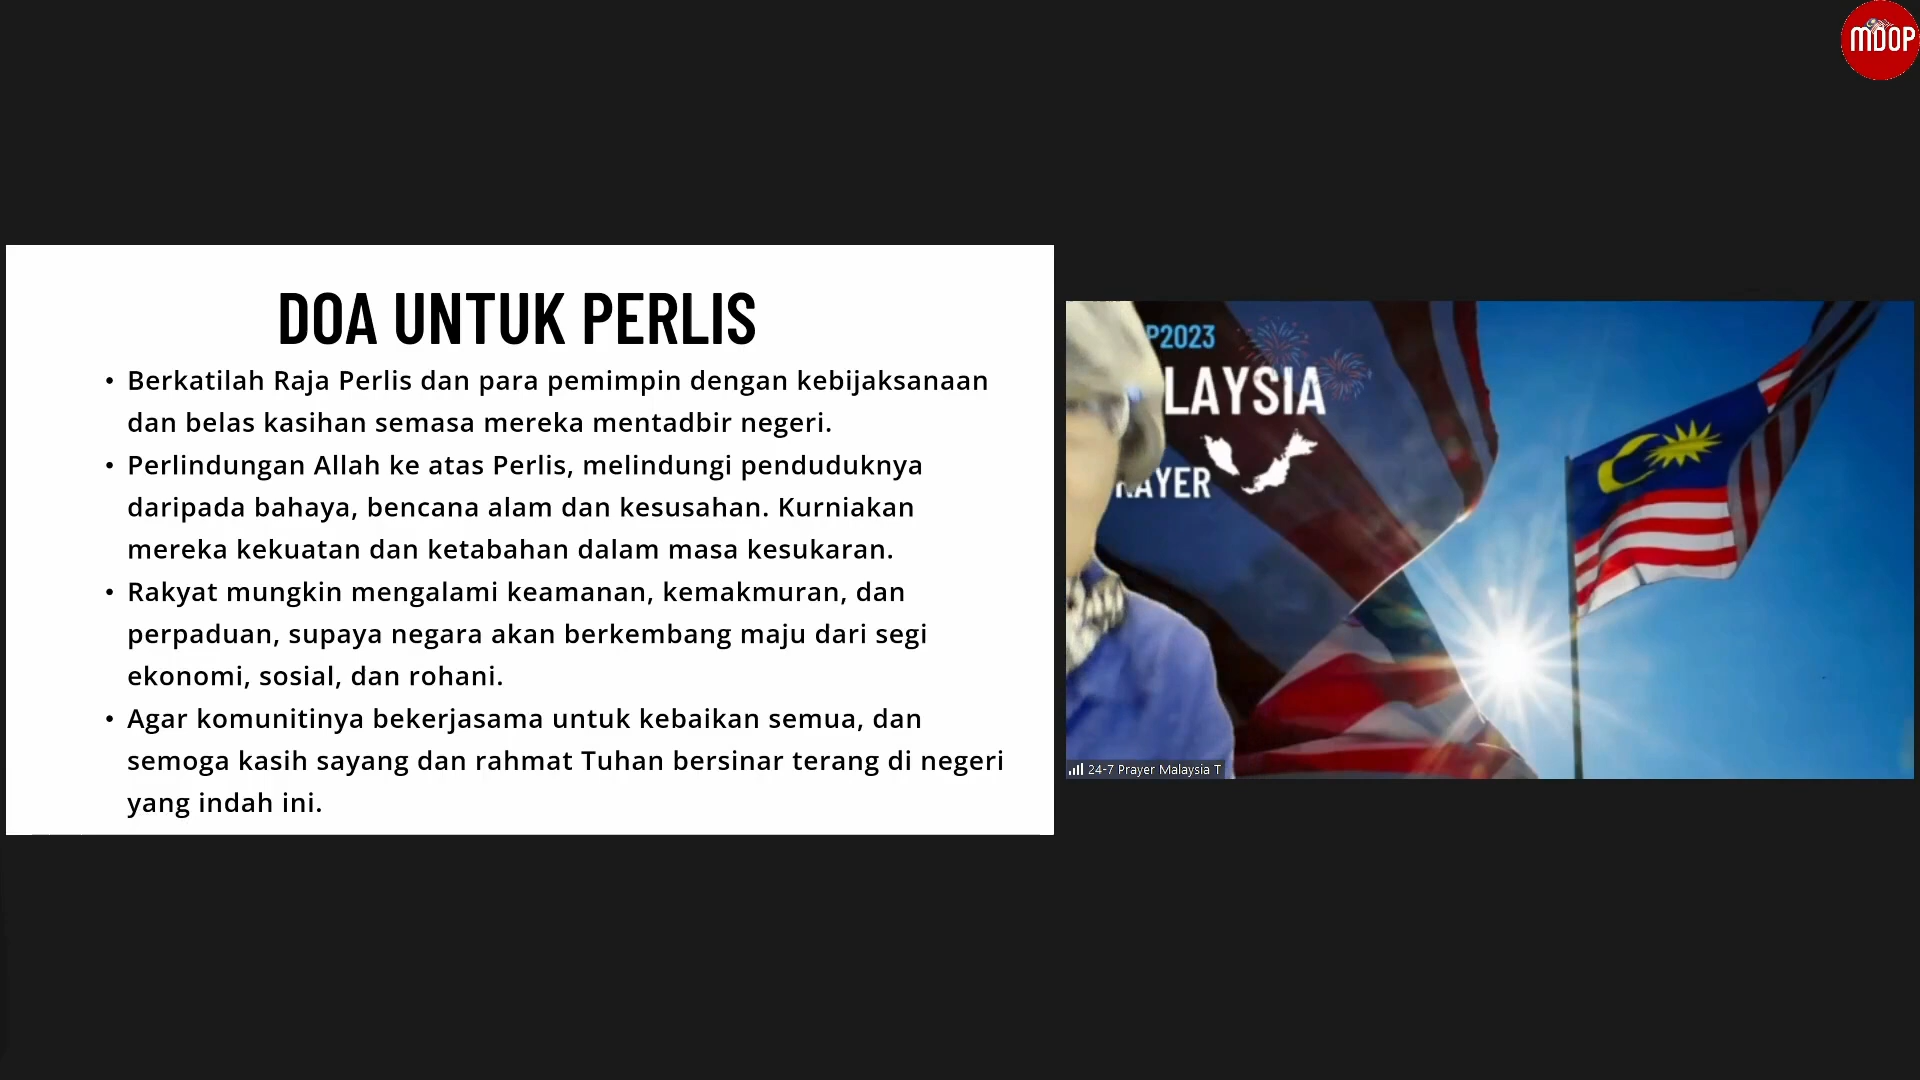 MDOP
DOA UNTUK PERLIS
• Berkatilah Raja Perlis dan para pemimpin dengan kebijaksanaan
dan belas kasihan semasa mereka mentadbir negeri.
• Perlindungan Allah ke atas Perlis, melindungi penduduknya
daripada bahaya, bencana alam dan kesusahan. Kurniakan
mereka kekuatan dan ketabahan dalam masa kesukaran.
• Rakyat mungkin mengalami keamanan, kemakmuran, dan
perpaduan, supaya negara akan berkembang maju dari segi
ekonomi, sosial, dan rohani.
• Agar komunitinya bekerjasama untuk kebaikan semua, dan
semoga kasih sayang dan rahmat Tuhan bersinar terang di negeri
yang indah ini.
P2023
LAYSIA
RAYER
24-7 Prayer Malaysia T